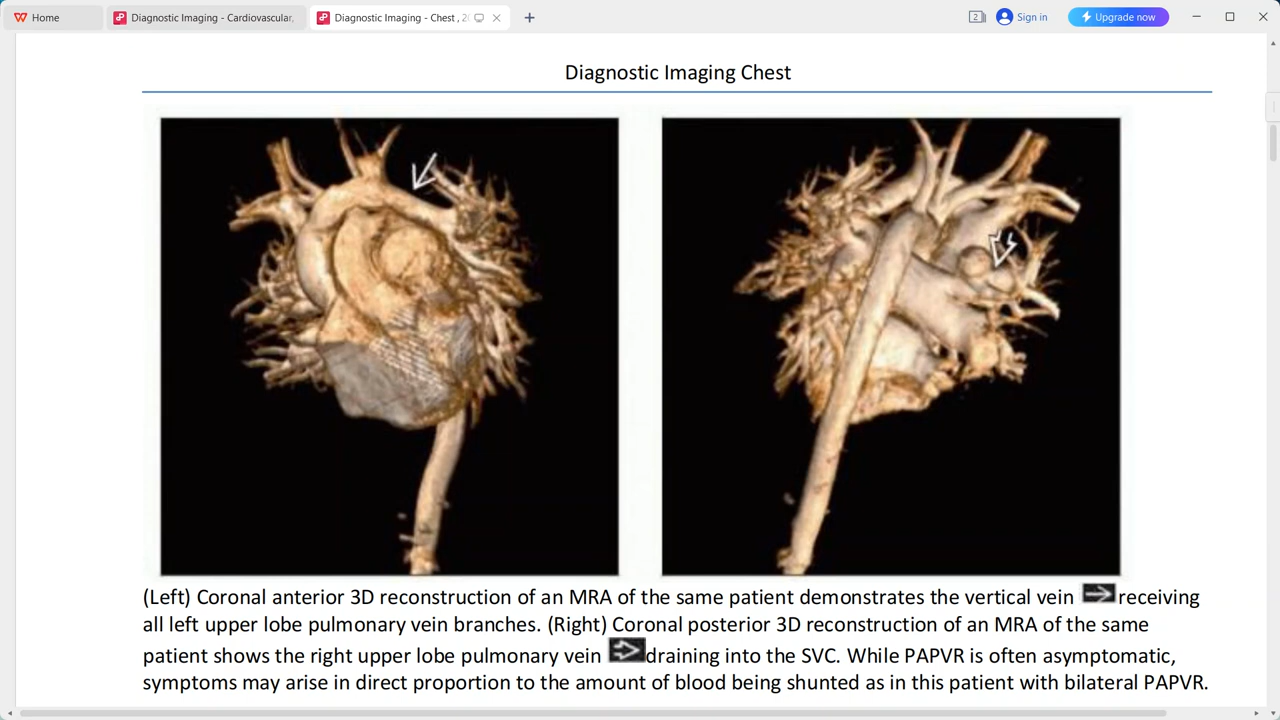 Home
Diagnostic Imaging - Cardiovascular,
Diagnostic Imaging - Chest , 2
2
Sign in
Upgrade now
Diagnostic Imaging Chest
(Left) Coronal anterior 3D reconstruction of an MRA of the same patient demonstrates the vertical vein receiving
all left upper lobe pulmonary vein branches. (Right) Coronal posterior 3D reconstruction of an MRA of the same
patient shows the right upper lobe pulmonary vein draining into the SVC. While PAPVR is often asymptomatic,
symptoms may arise in direct proportion to the amount of blood being shunted as in this patient with bilateral PAPVR.